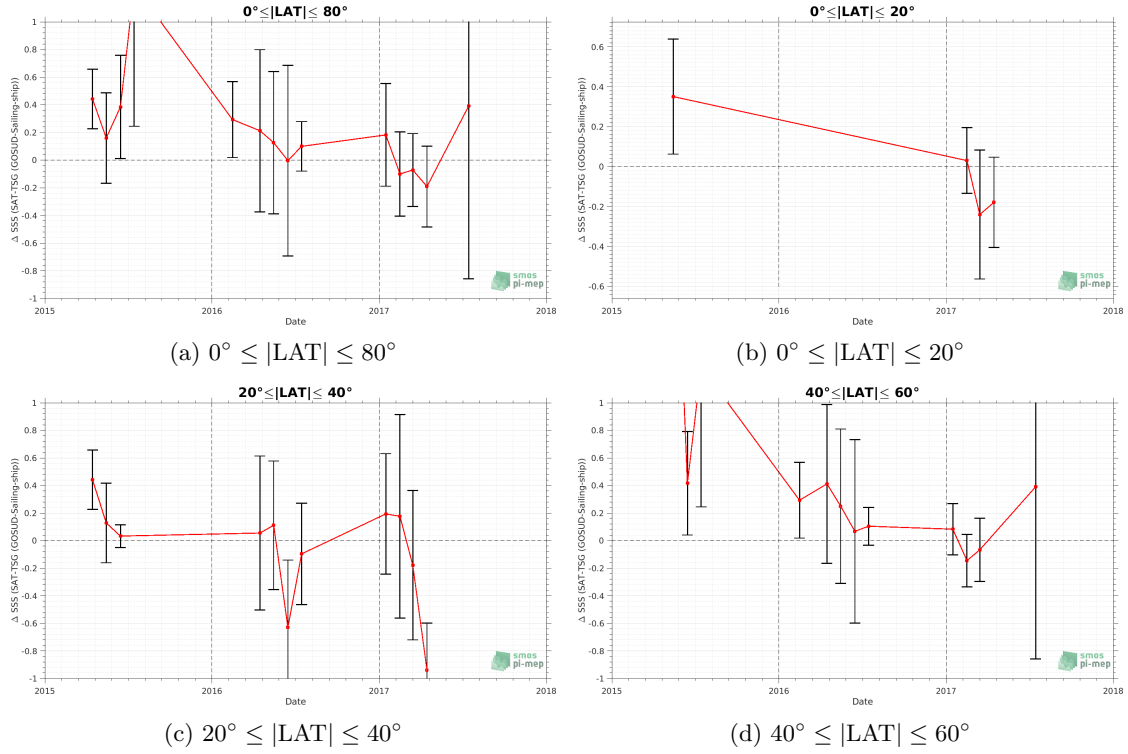 0°≤|LAT|≤ 80°
Δ SSS (SAT-TSG (GOSUD-Sailing-ship))
1
0.8
0.6
0.4
0.2
0
-0.2
-0.4
-0.6
-0.8
-1
2015 2016 2017 2018
Date
smos
pi-mep
(a) 0° ≤ |LAT| ≤ 80°
0°≤|LAT|≤ 20°
Δ SSS (SAT-TSG (GOSUD-Sailing-ship))
0.6
0.4
0.2
0
-0.2
-0.4
-0.6
2015 2016 2017 2018
Date
smos
pi-mep
(b) 0° ≤ |LAT| ≤ 20°
20°≤|LAT|≤ 40°
Δ SSS (SAT-TSG (GOSUD-Sailing-ship))
1
0.8
0.6
0.4
0.2
0
-0.2
-0.4
-0.6
-0.8
-1
2015 2016 2017 2018
Date
smos
pi-mep
(c) 20° ≤ |LAT| ≤ 40°
40°≤|LAT|≤ 60°
Δ SSS (SAT-TSG (GOSUD-Sailing-ship))
1
0.8
0.6
0.4
0.2
0
-0.2
-0.4
-0.6
-0.8
-1
2015 2016 2017 2018
Date
smos
pi-mep
(d) 40° ≤ |LAT| ≤ 60°